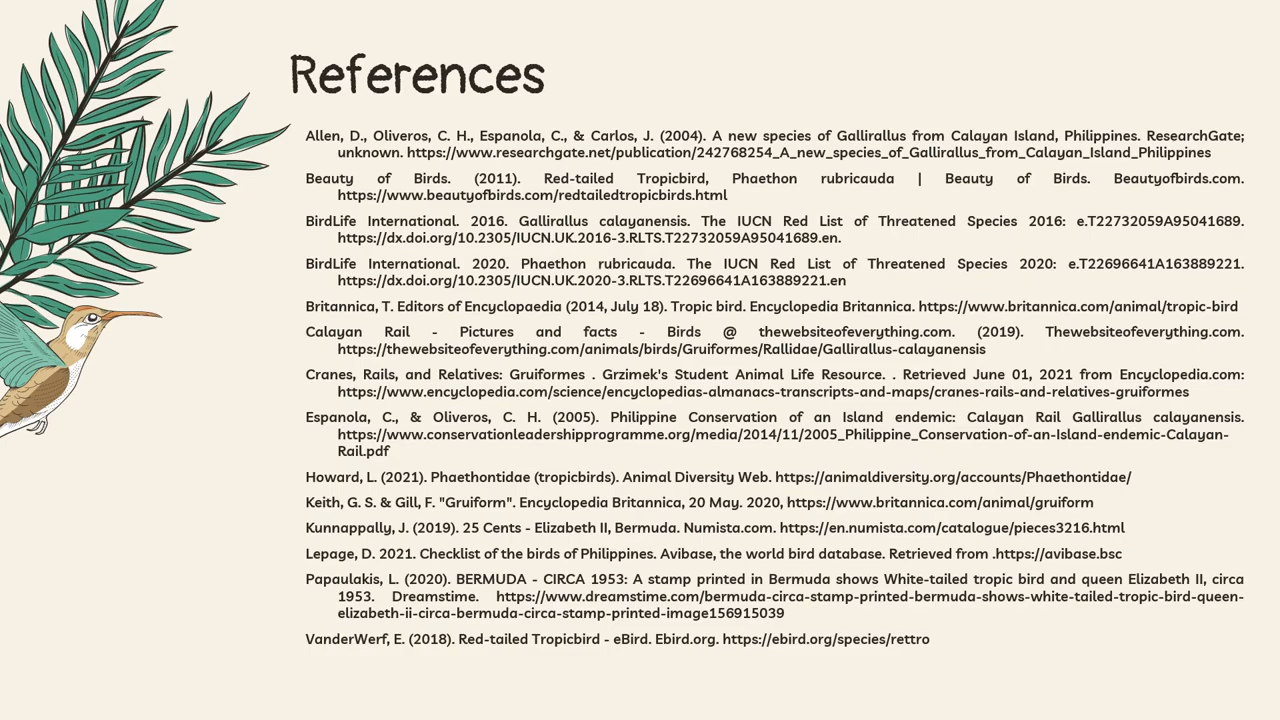 References
Allen, D., Oliveros, C. H., Espanola, C., & Carlos, J. (2004). A new species of Gallirallus from Calayan Island, Philippines. ResearchGate;
unknown. https://www.researchgate.net/publication/242768254_A_new_species_of_Gallirallus_from_Calayan_Island_Philippines
Beauty of Birds. (2011). Red-tailed Tropicbird, Phaethon rubricauda | Beauty of Birds. Beautyofbirds.com.
https://www.beautyofbirds.com/redtailedtropicbirds.html
BirdLife International. 2016. Gallirallus calayanensis. The IUCN Red List of Threatened Species 2016: e.T22732059A95041689.
https://dx.doi.org/10.2305/IUCN.UK.2016-3.RLTS.T22732059A95041689.en.
BirdLife International. 2020. Phaethon rubricauda. The IUCN Red List of Threatened Species 2020: e.T22696641A163889221.
https://dx.doi.org/10.2305/IUCN.UK.2020-3.RLTS.T22696641A163889221.en
Britannica, T. Editors of Encyclopaedia (2014, July 18). Tropic bird. Encyclopedia Britannica. https://www.britannica.com/animal/tropic-bird
Calayan Rail - Pictures and facts - Birds @ thewebsiteofeverything.com. (2019). Thewebsiteofeverything.com.
https://thewebsiteofeverything.com/animals/birds/Gruiformes/Rallidae/Gallirallus-calayanensis
Cranes, Rails, and Relatives: Gruiformes . Grzimek's Student Animal Life Resource. . Retrieved June 01, 2021 from Encyclopedia.com:
https://www.encyclopedia.com/science/encyclopedias-almanacs-transcripts-and-maps/cranes-rails-and-relatives-gruiformes
Espanola, C., & Oliveros, C. H. (2005). Philippine Conservation of an Island endemic: Calayan Rail Gallirallus calayanensis.
https://www.conservationleadershipprogramme.org/media/2014/11/2005_Philippine_Conservation-of-an-Island-endemic-Calayan-
Rail.pdf
Howard, L. (2021). Phaethontidae (tropicbirds). Animal Diversity Web. https://animaldiversity.org/accounts/Phaethontidae/
Keith, G. S. & Gill, F. "Gruiform". Encyclopedia Britannica, 20 May. 2020, https://www.britannica.com/animal/gruiform
Kunnappally, J. (2019). 25 Cents - Elizabeth II, Bermuda. Numista.com. https://en.numista.com/catalogue/pieces3216.html
Lepage, D. 2021. Checklist of the birds of Philippines. Avibase, the world bird database. Retrieved from .https://avibase.bsc
Papaulakis, L. (2020). BERMUDA - CIRCA 1953: A stamp printed in Bermuda shows White-tailed tropic bird and queen Elizabeth II, circa
1953. Dreamstime. https://www.dreamstime.com/bermuda-circa-stamp-printed-bermuda-shows-white-tailed-tropic-bird-queen-
elizabeth-ii-circa-bermuda-circa-stamp-printed-image156915039
VanderWerf, E. (2018). Red-tailed Tropicbird - eBird. Ebird.org. https://ebird.org/species/rettro